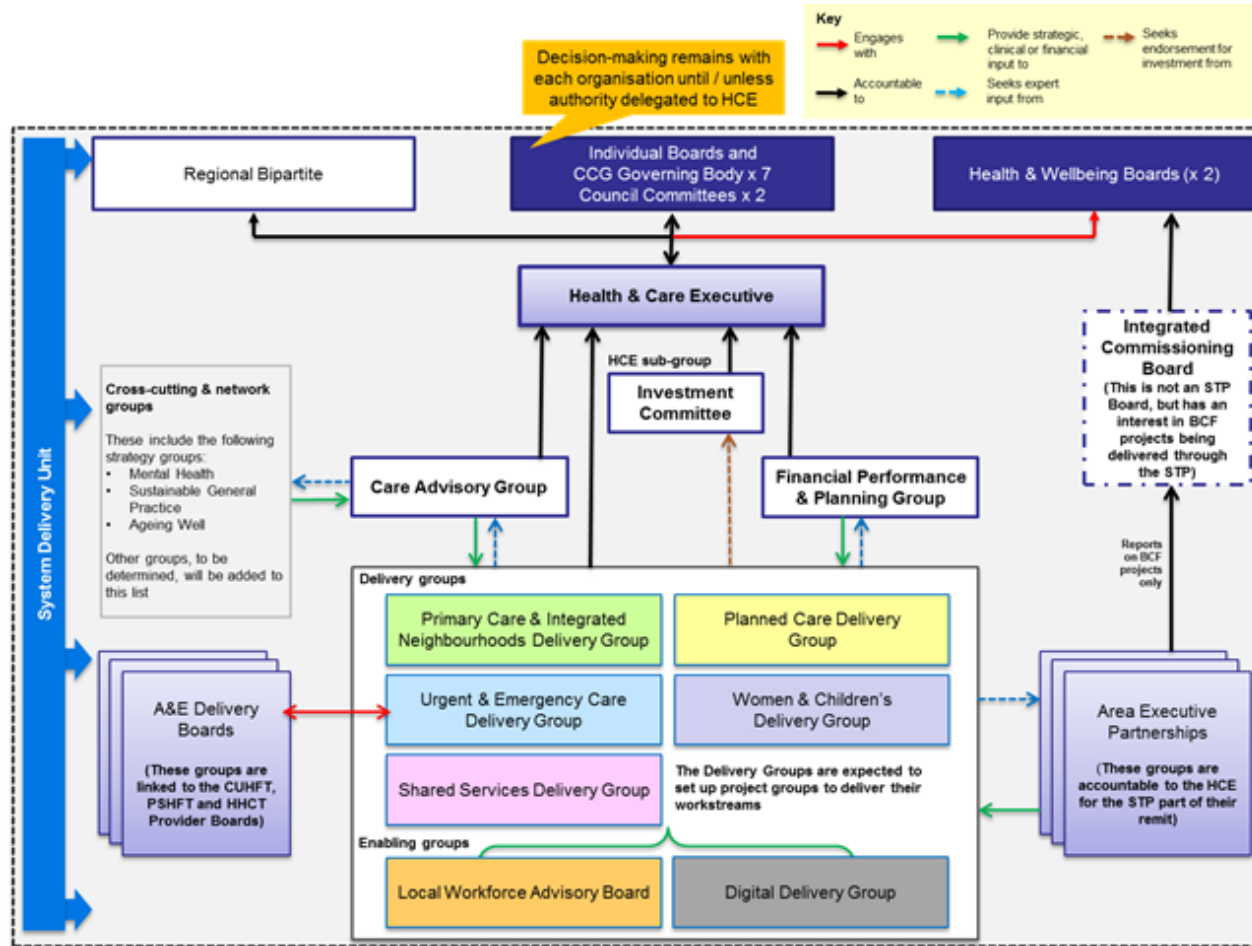 Key
Engages
with
Provide strategic,
clinical or financial
input to
Seeks
endorsement for
investment from
Accountable
to
Seeks expert
input from
Decision-making remains with
each organisation until / unless
authority delegated to HCE
System Delivery Unit
Regional Bipartite
Individual Boards and
CCG Governing Body x 7
Council Committees x 2
Health & Wellbeing Boards (x 2)
Health & Care Executive
HCE sub-group
Investment
Committee
Integrated
Commissioning
Board
(This is not an STP
Board, but has an
interest in BCF
projects being
delivered through
the STP)
Cross-cutting & network
groups
These include the following
strategy groups:
• Mental Health
• Sustainable General
Practice
• Ageing Well
Other groups, to be
determined, will be added to
this list
Care Advisory Group
Financial Performance
& Planning Group
Reports
on BCF
projects
only
Delivery groups
Primary Care & Integrated
Neighbourhoods Delivery Group
Planned Care Delivery
Group
Urgent & Emergency Care
Delivery Group
Women & Children's
Delivery Group
Shared Services Delivery Group
The Delivery Groups are expected to
set up project groups to deliver their
workstreams
Enabling groups
Local Workforce Advisory Board
Digital Delivery Group
A&E Delivery
Boards
(These groups are
linked to the CUHFT,
PSHFT and HHCT
Provider Boards)
Area Executive
Partnerships
(These groups are
accountable to the HCE
for the STP part of their
remit)